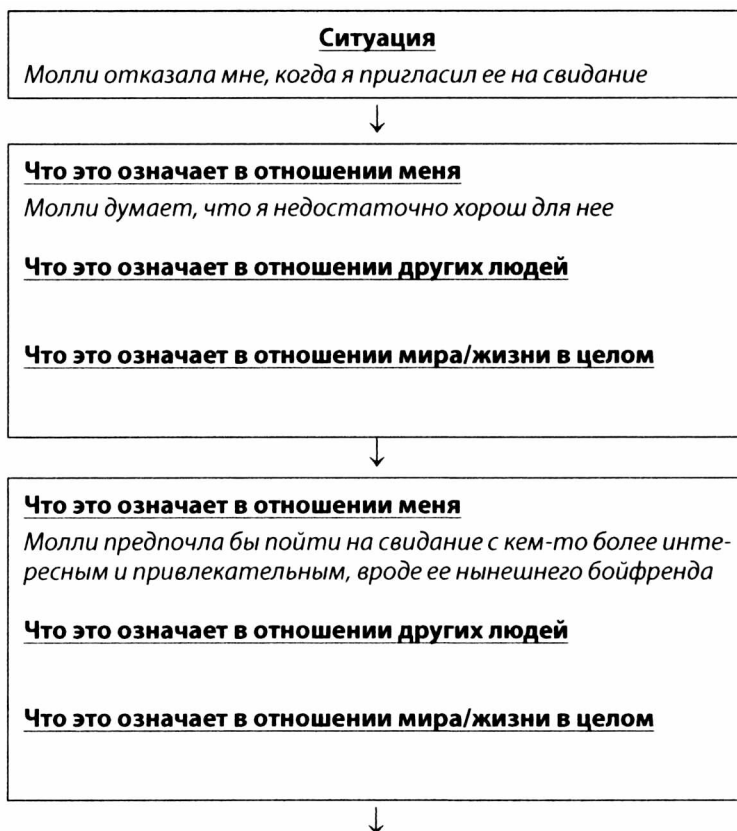 Ситуация
Молли отказала мне, когда я пригласил ее на свидание
↓
Что это означает в отношении меня
Молли думает, что я недостаточно хорош для нее
Что это означает в отношении других людей
Что это означает в отношении мира/жизни в целом
↓
Что это означает в отношении меня
Молли предпочла бы пойти на свидание с кем-то более инте-
ресным и привлекательным, вроде ее нынешнего бойфренда
Что это означает в отношении других людей
Что это означает в отношении мира/жизни в целом
↓